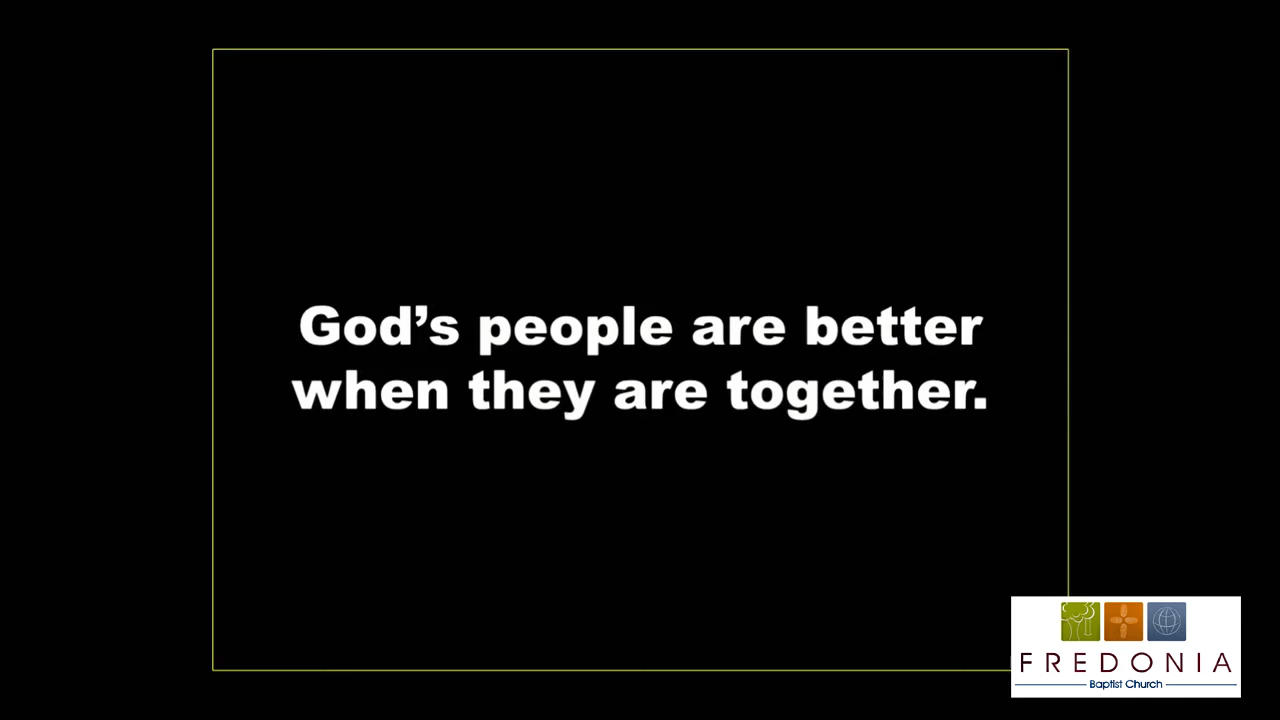 God’s people are better
when they are together.
FREDONIA
Baptist Church